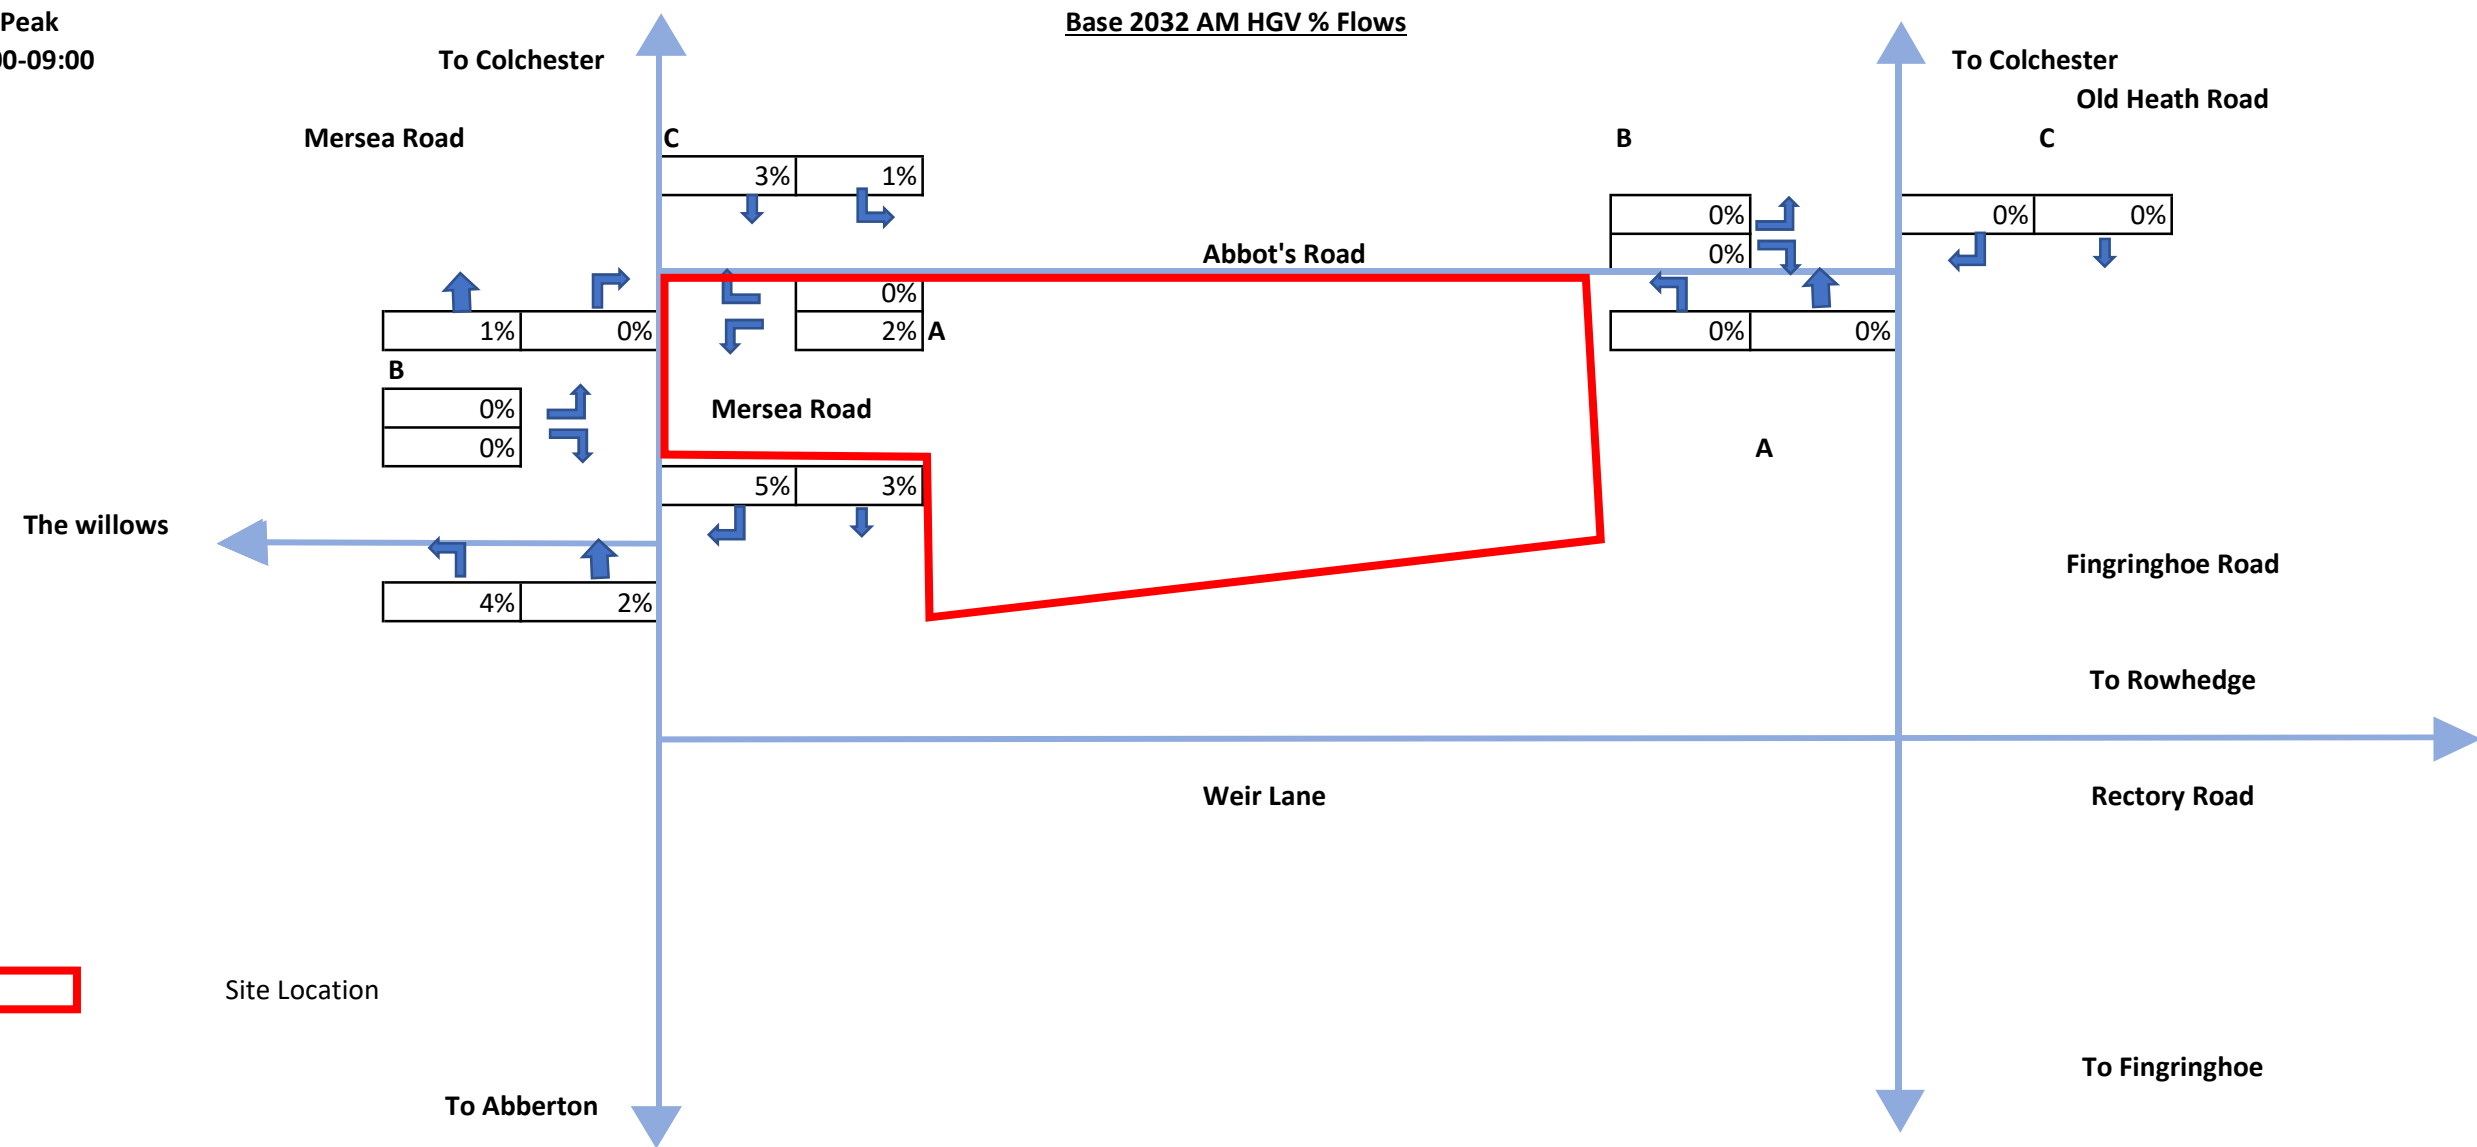 Peak
Base 2032 AM HGV % Flows
00-09:00
To Colchester
To Colchester
Old Heath Road
Mersea Road
C
B
C
3% 1%
0%
0% 0%
0%
Abbot's Road
0%
1% 0%
2% A
0% 0%
B
0%
Mersea Road
0%
A
5% 3%
The willows
Fingringhoe Road
4% 2%
To Rowhedge
Weir Lane
Rectory Road
Site Location
To Fingringhoe
To Abberton